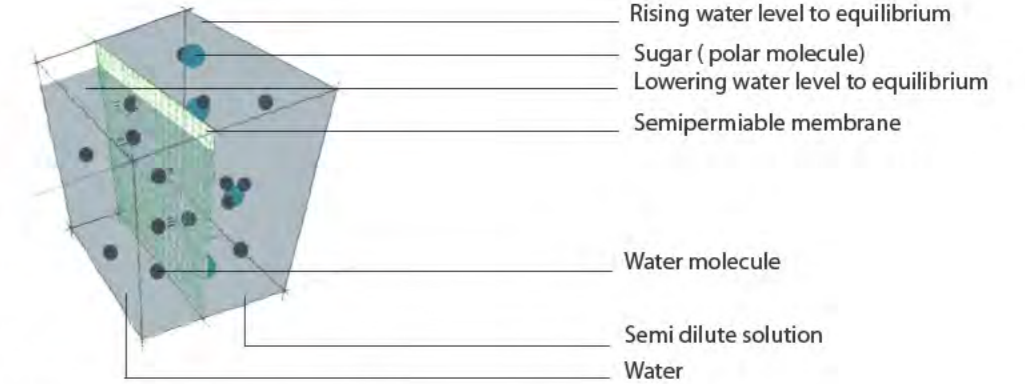 Rising water level to equilibrium
Sugar ( polar molecule)
Lowering water level to equilibrium
Semipermiable membrane
Water molecule
Semi dilute solution
Water